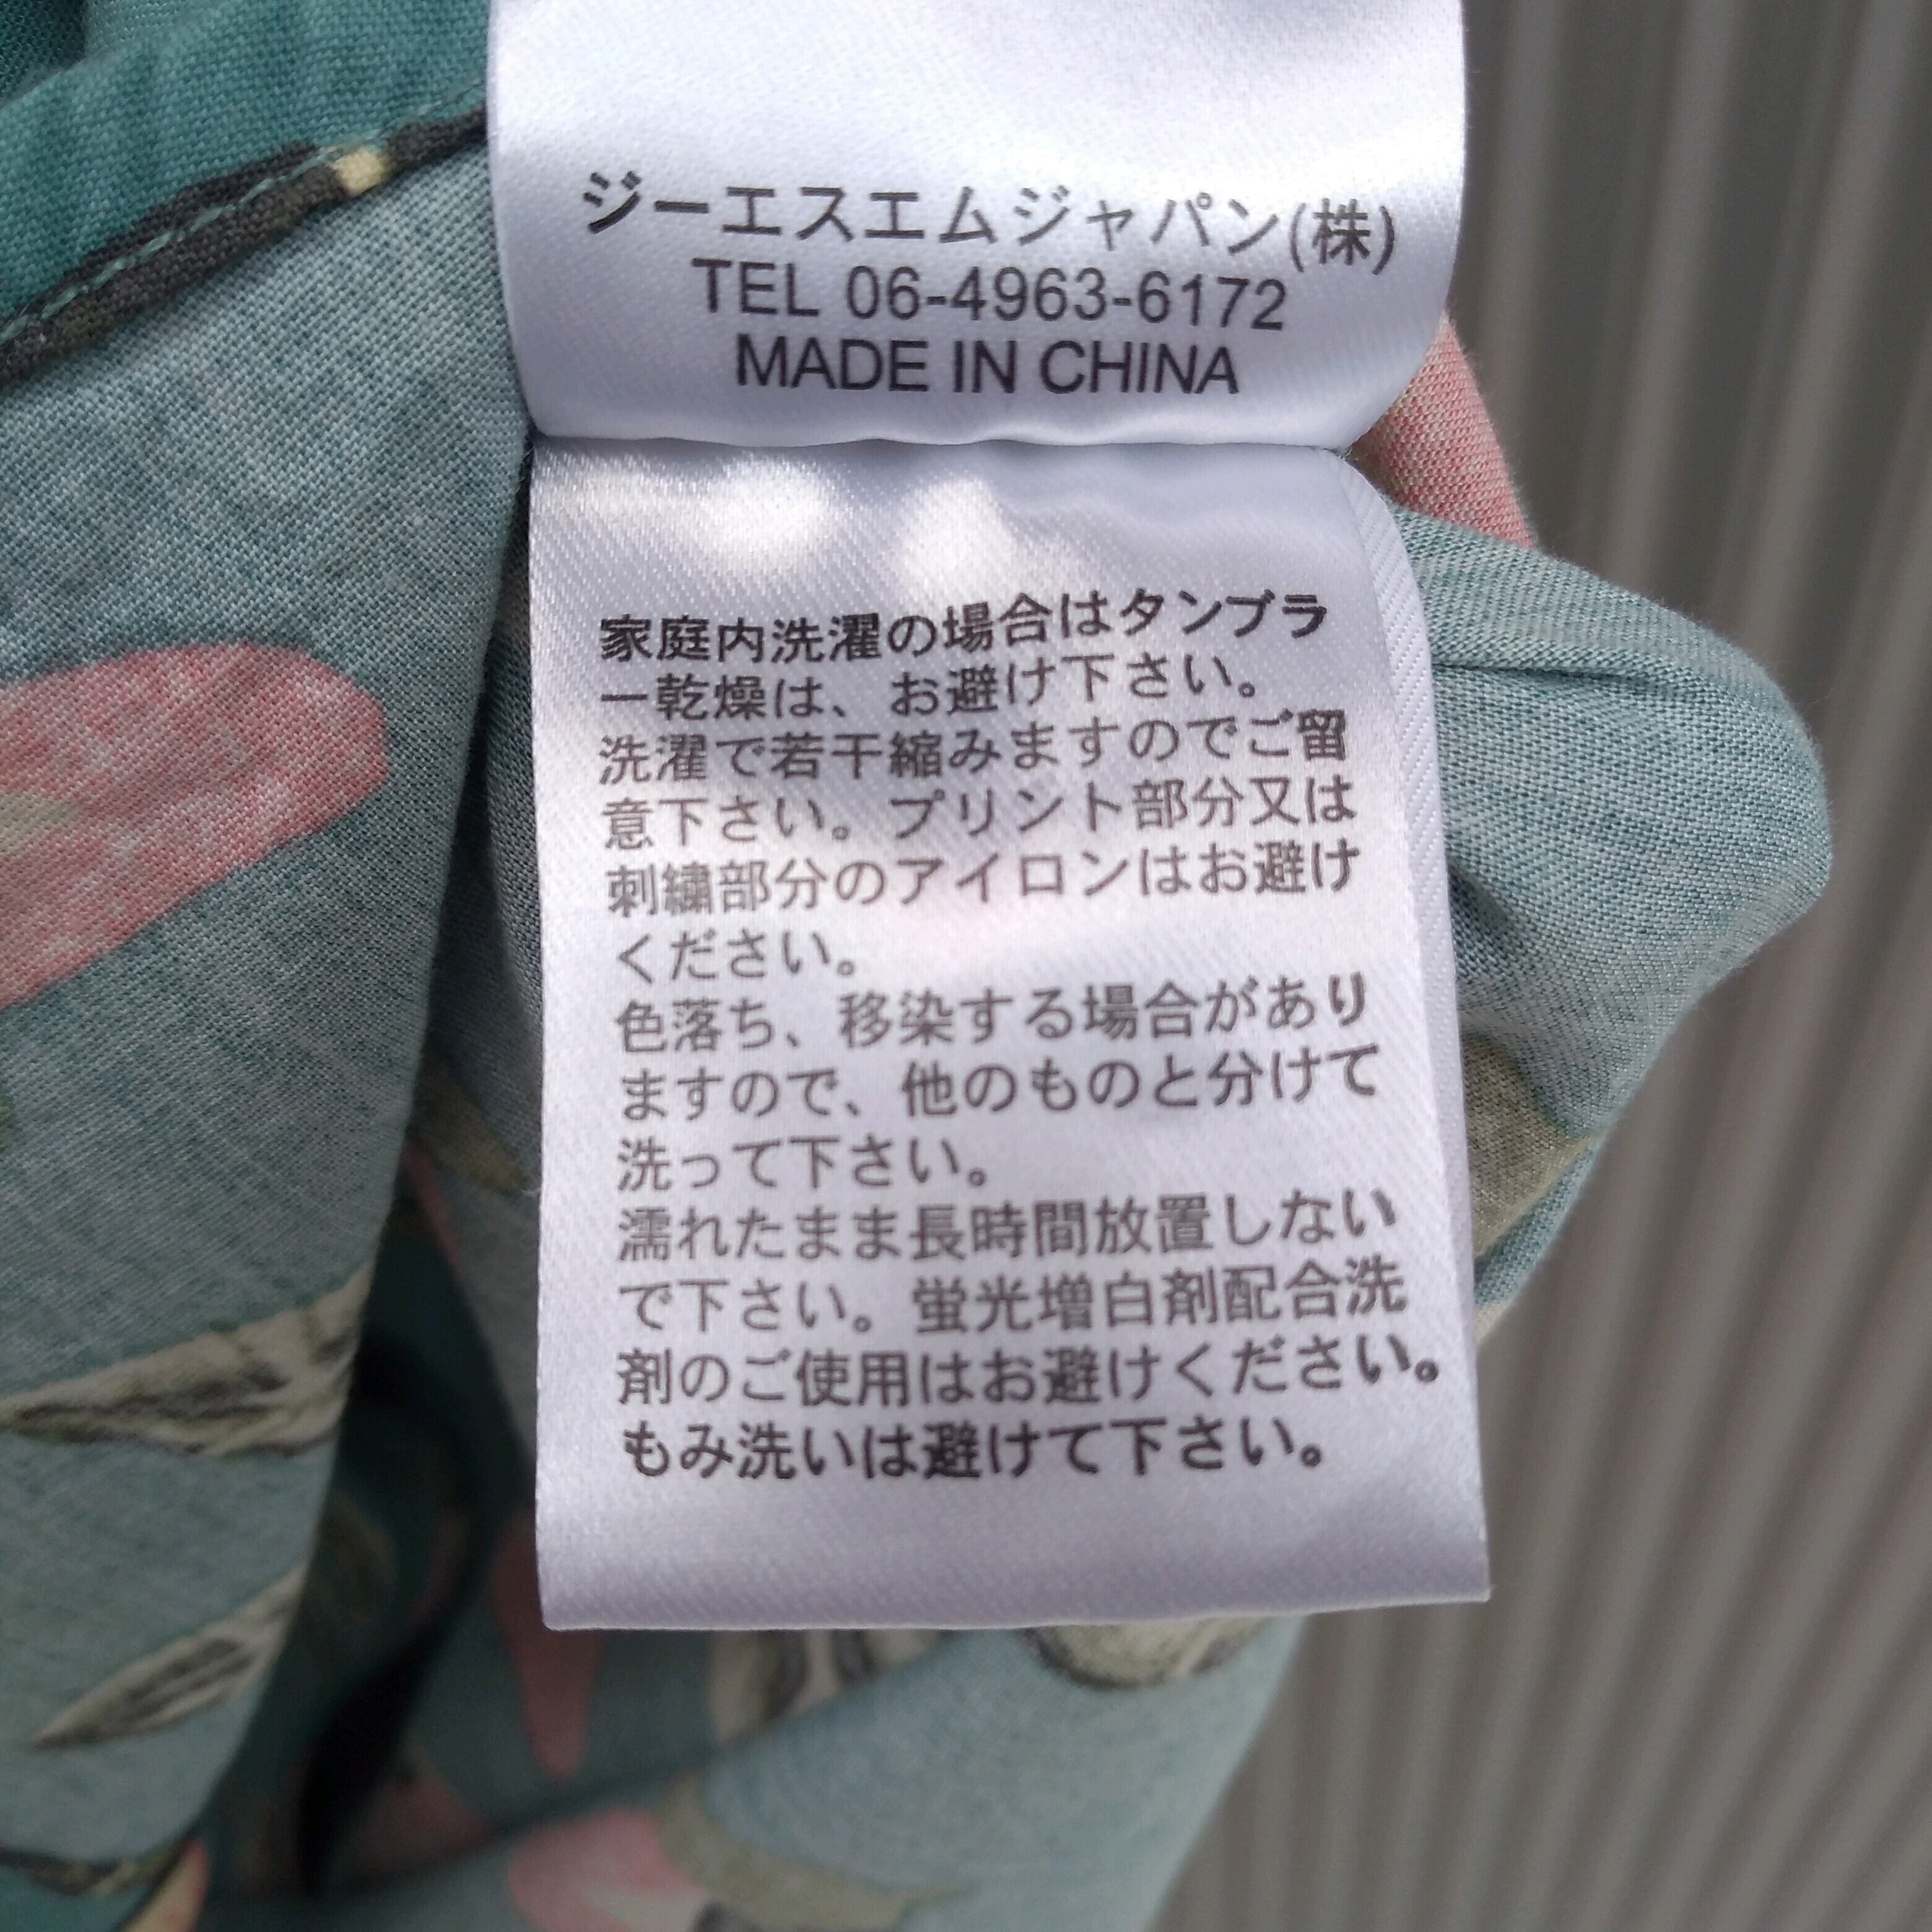 ジーエスエムジャパン(株)
TEL 06-4963-6172
MADE IN CHINA
家庭内洗濯の場合はタンブラ
ー乾燥は、お避け下さい。
洗濯で若干縮みますのでご留
意下さい。プリント部分又は
刺繍部分のアイロンはお避け
ください。
色落ち、移染する場合があり
ますので、他のものと分けて
洗って下さい。
濡れたまま長時間放置しない
で下さい。蛍光増白剤配合洗
剤のご使用はお避けください。
もみ洗いは避けて下さい。